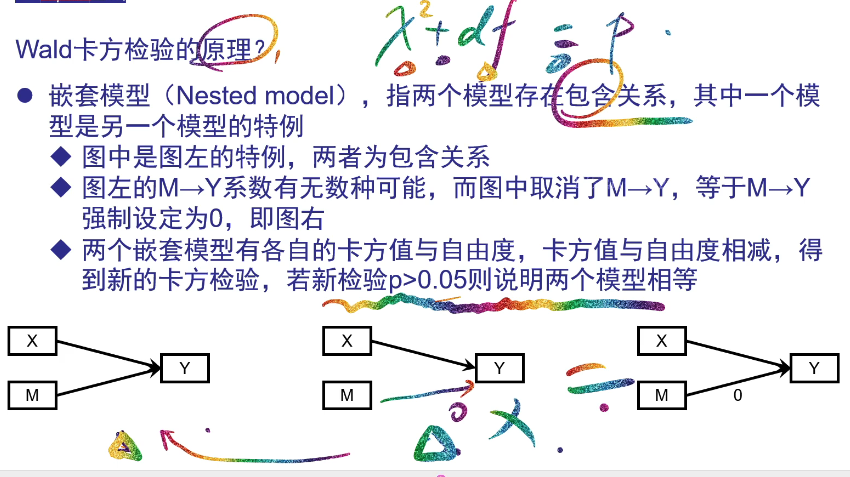 Wald卡方检验的原理?
χ²+df = p
● 嵌套模型（Nested model），指两个模型存在包含关系，其中一个模
型是另一个模型的特例
◆ 图中是图左的特例，两者为包含关系
◆ 图左的M→Y系数有无数种可能，而图中取消了M→Y，等于M→Y
强制设定为0，即图右
◆ 两个嵌套模型有各自的卡方值与自由度，卡方值与自由度相减，得
到新的卡方检验，若新检验p>0.05则说明两个模型相等
X
Y
M
X
Y
M
X
Y
M
0